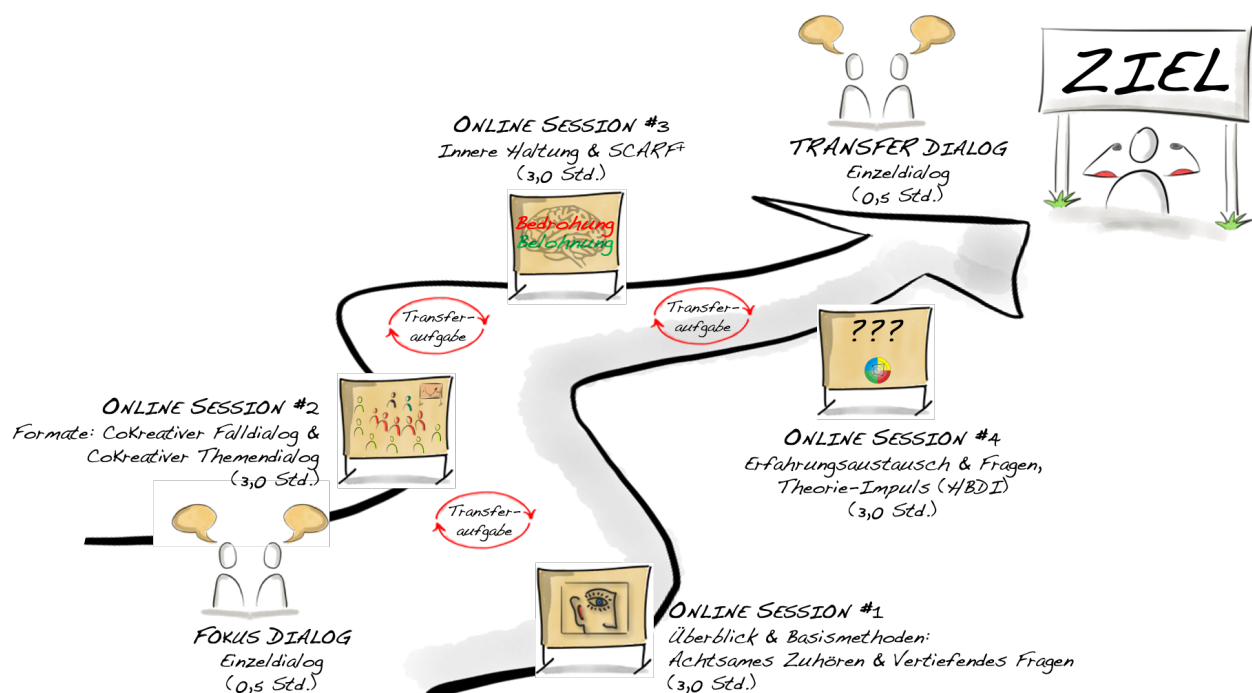 FOKUS DIALOG
Einzeldialog
(0,5 Std.)
ONLINE SESSION #1
Überblick & Basismethoden:
Achtsames Zuhören & Vertiefendes Fragen
(3,0 Std.)
Transfer-
aufgabe
ONLINE SESSION #2
Formate: CoKreativer Falldialog &
CoKreativer Themendialog
(3,0 Std.)
Transfer-
aufgabe
ONLINE SESSION #3
Innere Haltung & SCARF+
(3,0 Std.)
Bedrohung
Belohnung
Transfer-
aufgabe
???
ONLINE SESSION #4
Erfahrungsaustausch & Fragen,
Theorie-Impuls (HBDI)
(3,0 Std.)
TRANSFER DIALOG
Einzeldialog
(0,5 Std.)
ZIEL